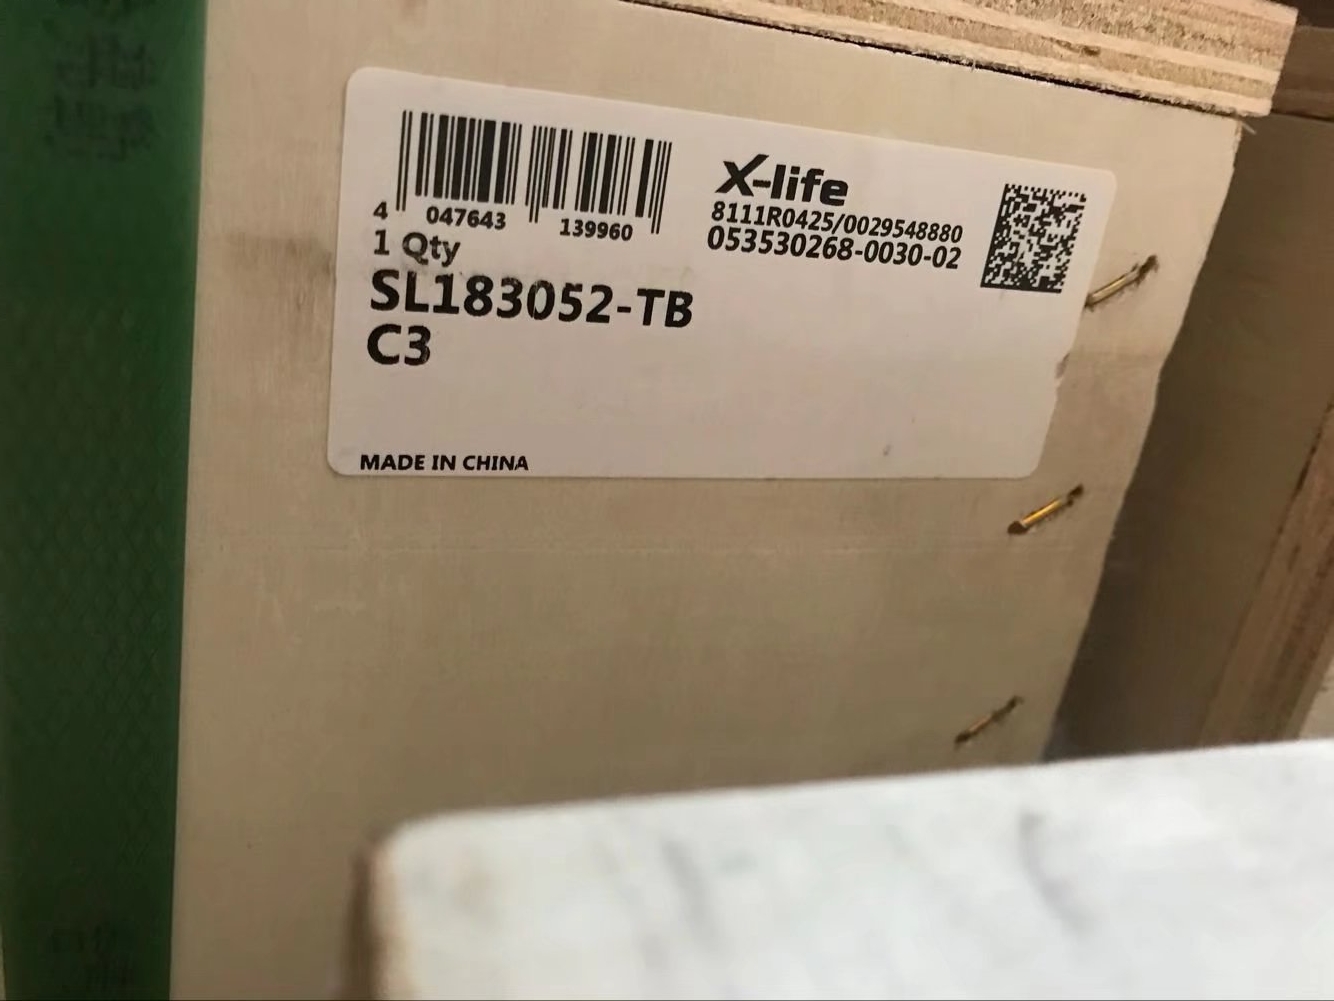 4 047643 139960
1 Qty
SL183052-TB
C3
X-life
8111R0425/0029548880
053530268-0030-02
MADE IN CHINA